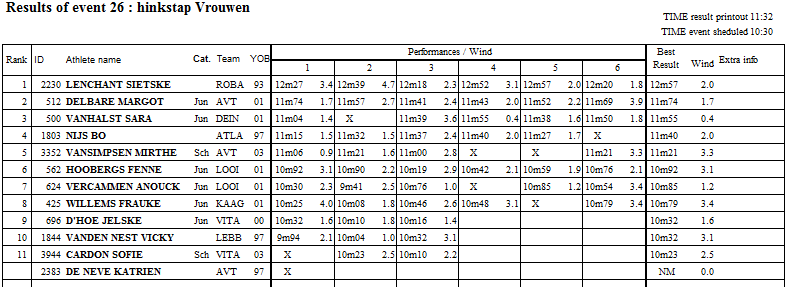 Results of event 26 : hinkstap Vrouwen
TIME result printout 11:32
TIME event sheduled 10:30
Rank ID Athlete name Cat. Team YOB Performances / Wind Best Result Wind Extra info
1 2 3 4 5 6
1 2230 LENCHANT SIETSKE ROBA 93 12m27 3.4 12m39 4.7 12m18 2.3 12m52 3.1 12m57 2.0 12m20 1.8 12m57 2.0
2 512 DELBARE MARGOT Jun AVT 01 11m74 1.7 11m57 2.7 11m41 2.4 11m43 2.0 11m52 2.2 11m69 3.9 11m74 1.7
3 500 VANHALST SARA Jun DEIN 01 11m04 1.4 X 11m39 3.6 11m55 0.4 11m38 1.6 11m50 1.8 11m55 0.4
4 1803 NIJS BO ATLA 97 11m15 1.5 11m32 1.5 11m37 2.4 11m40 2.0 11m27 1.7 X 11m40 2.0
5 3352 VANSIMPSEN MIRTHE Sch AVT 03 11m06 0.9 11m21 1.6 11m00 2.8 X X 11m21 3.3 11m21 3.3
6 562 HOOBERGS FENNE Jun LOOI 01 10m92 3.1 10m90 2.2 10m19 2.9 10m42 2.1 10m59 1.9 10m76 2.1 10m92 3.1
7 624 VERCAMMEN ANOUCK Jun LOOI 01 10m30 2.3 9m41 2.5 10m76 1.0 X 10m85 1.2 10m54 3.4 10m85 1.2
8 425 WILLEMS FRAUKE Jun KAAG 01 10m25 4.0 10m08 1.8 10m46 2.6 10m48 3.1 X 10m79 3.4 10m79 3.4
9 696 D'HOE JELSKE Jun VITA 00 10m32 1.6 10m10 1.8 10m16 1.4 10m32 1.6
10 1844 VANDEN NEST VICKY LEBB 97 9m94 2.1 10m04 1.0 10m32 3.1 10m32 3.1
11 3944 CARDON SOFIE Sch VITA 03 X 10m23 2.5 10m10 2.2 10m23 2.5
2383 DE NEVE KATRIEN AVT 97 X NM 0.0